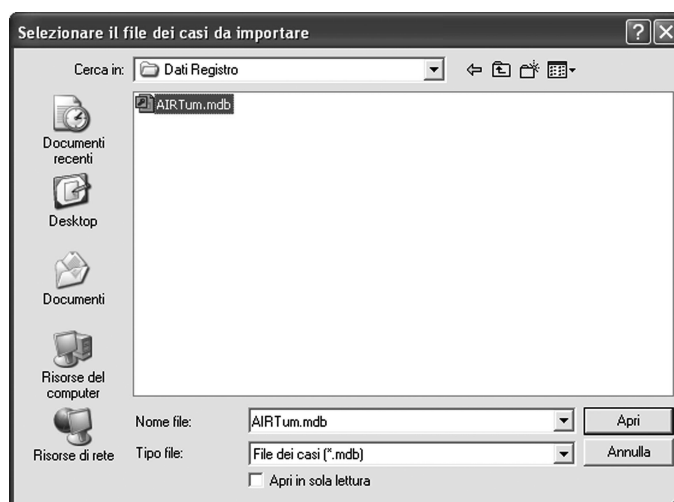 Selezionare il file dei casi da importare
Cerca in:
Dati Registro
AIRTum.mdb
Documenti
recenti
Desktop
Documenti
Risorse del
computer
Risorse di rete
Nome file:
AIRTum.mdb
Apri
Tipo file:
File dei casi (*.mdb)
Annulla
Apri in sola lettura